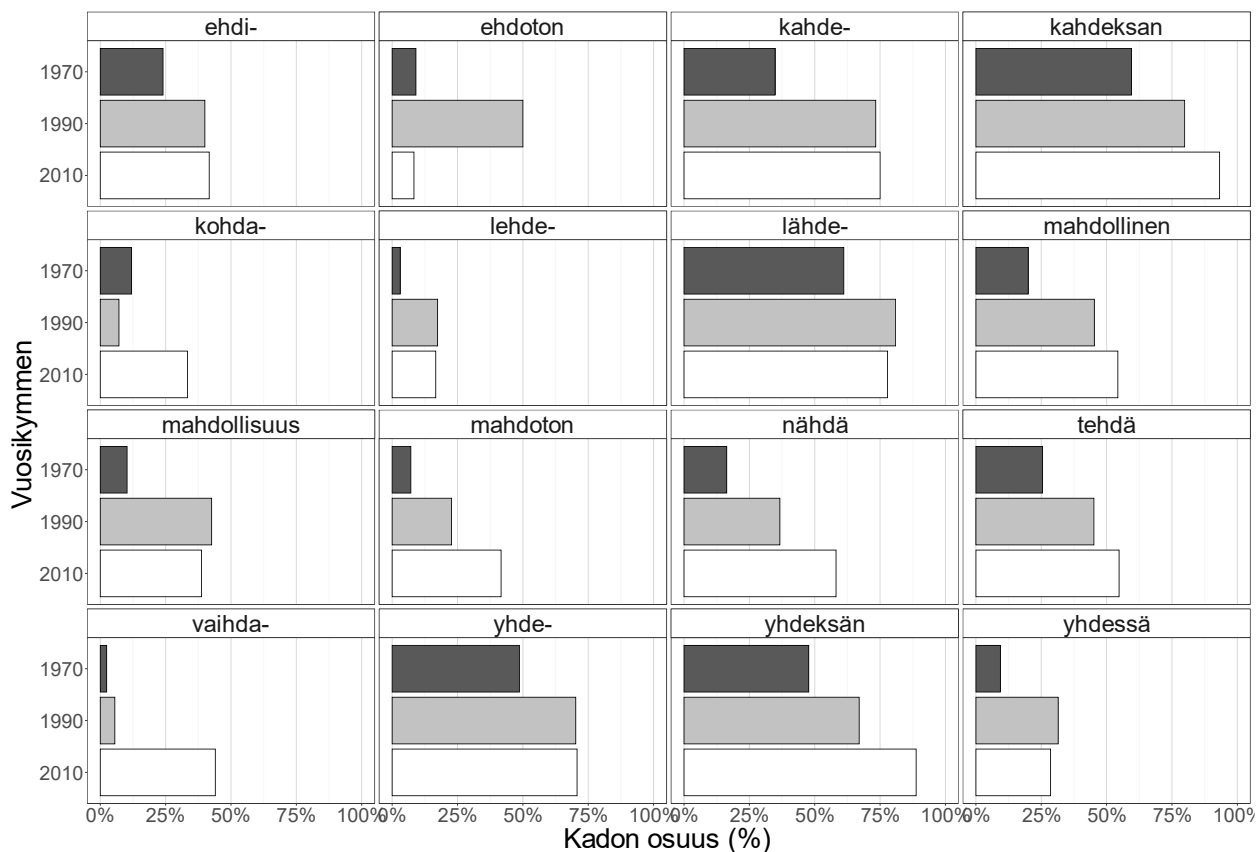 ehdi- ehdoton kahde- kahdeksan
1970
1990
2010
kohda- lehde- lähde- mahdollinen
1970
1990
2010
mahdollisuus mahdoton nähdä tehdä
1970
1990
2010
vaihda- yhde- yhdeksän yhdessä
1970
1990
2010
Vuosikymmen
0% 25% 50% 75% 100% 0% 25% 50% 75% 100% 0% 25% 50% 75% 100% 0% 25% 50% 75% 100%
Kadon osuus (%)